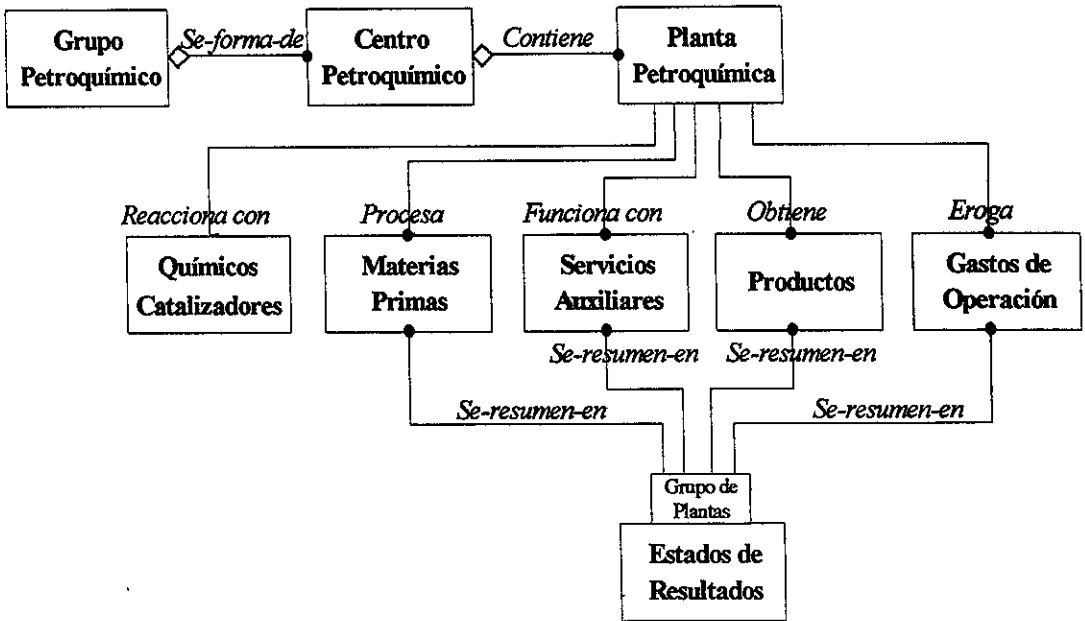 Grupo
Petroquímico
Se-forma-de
Centro
Petroquímico
Contiene
Planta
Petroquímica
Reacciona con
Procesa
Funciona con
Obtiene
Eroga
Químicos
Catalizadores
Materias
Primas
Servicios
Auxiliares
Productos
Gastos de
Operación
Se-resumen-en
Se-resumen-en
Se-resumen-en
Se-resumen-en
Grupo de
Plantas
Estados de
Resultados